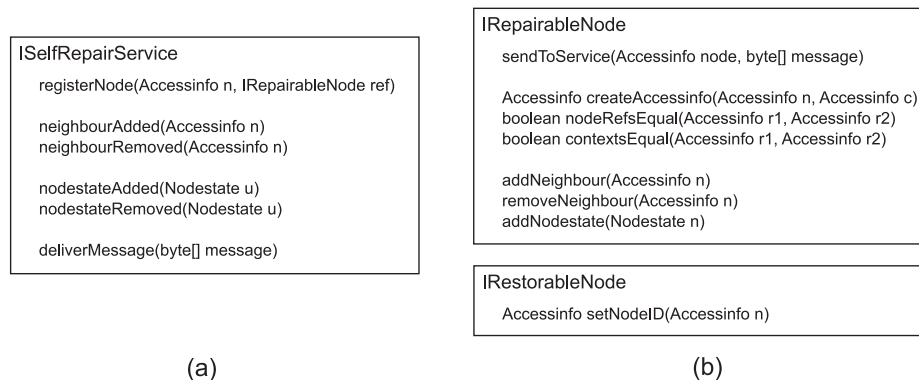 ISelfRepairService
registerNode(Accessinfo n, IRepairableNode ref)
neighbourAdded(Accessinfo n)
neighbourRemoved(Accessinfo n)
nodestateAdded(Nodestate u)
nodestateRemoved(Nodestate u)
deliverMessage(byte[] message)
(a)
IRepairableNode
sendToService(Accessinfo node, byte[] message)
Accessinfo createAccessinfo(Accessinfo n, Accessinfo c)
boolean nodeRefsEqual(Accessinfo r1, Accessinfo r2)
boolean contextsEqual(Accessinfo r1, Accessinfo r2)
addNeighbour(Accessinfo n)
removeNeighbour(Accessinfo n)
addNodestate(Nodestate n)
IRestorableNode
Accessinfo setNodeID(Accessinfo n)
(b)